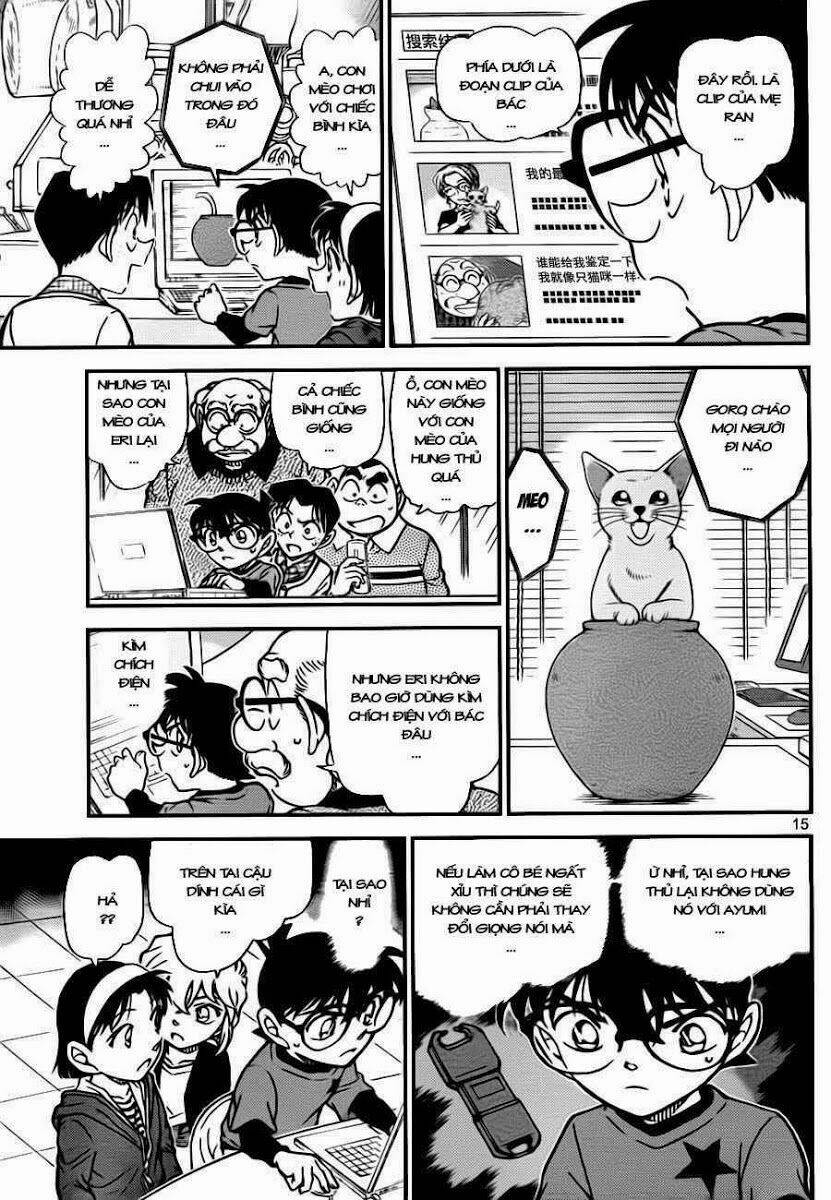 ĐÂY RỒI, LÀ
CLIP CỦA MẸ
RAN
...
PHÍA DƯỚI LÀ
ĐOẠN CLIP CỦA
BÁC
...
搜索结
画
我的最
谁能给我鉴定一下
我就像只猫咪一样.
A, CON
MÈO CHƠI
VỚI CHIẾC
BÌNH KÌA
...
KHÔNG PHẢI
CHUI VÀO
TRONG ĐÓ
ĐÂU
...
DỄ
THƯƠNG
QUÁ NHỈ
...
GORO, CHÀO
MỌI NGƯỜI
ĐI NÀO
...
MEO
...
Ồ, CON MÈO
NÀY GIỐNG
VỚI CON
MÈO CỦA
HUNG THỦ
QUÁ
...
CẢ CHIẾC
BÌNH CŨNG
GIỐNG
...
NHƯNG TẠI
SAO CON
MÈO CỦA
ERI LẠI
...
NHƯNG ERI KHÔNG
BAO GIỜ DÙNG KÌM
CHÍCH ĐIỆN VỚI BÁC
ĐÂU
...
KÌM
CHÍCH
ĐIỆN
...
15
Ừ NHỈ, TẠI SAO HUNG
THỦ LẠI KHÔNG DÙNG
NÓ VỚI AYUMI
...
NẾU LÀM CÔ BÉ NGẤT
XỈU THÌ CHÚNG SẼ
KHÔNG CẦN PHẢI THAY
ĐỔI GIỌNG NÓI MÀ
...
TẠI SAO
NHỈ
?
TRÊN TAI CẬU
DÍNH CÁI GÌ
KÌA
...
HẢ
??